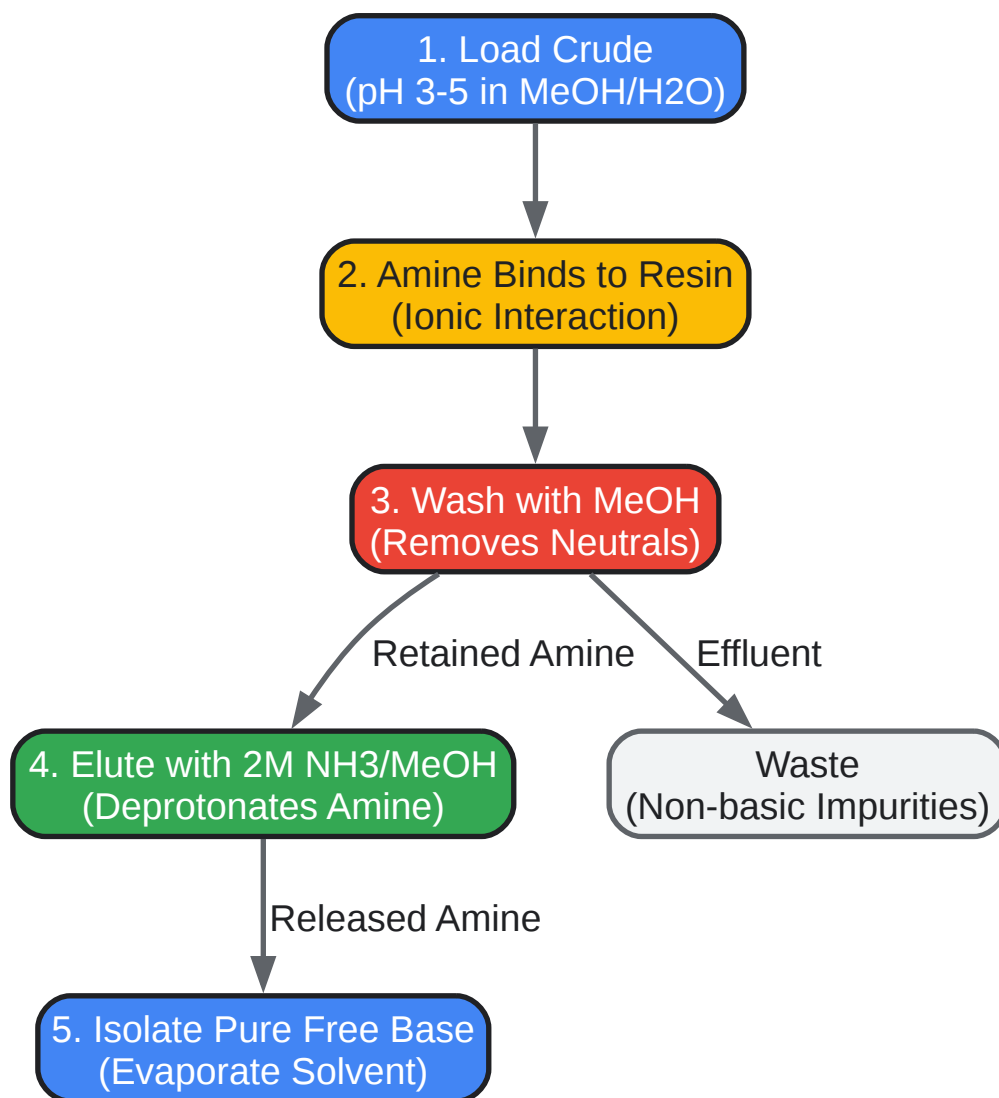 1. Load Crude
(pH 3-5 in MeOH/H2O)
2. Amine Binds to Resin
(Ionic Interaction)
3. Wash with MeOH
(Removes Neutrals)
Retained Amine
Effluent
4. Elute with 2M NH3/MeOH
(Deprotonates Amine)
Waste
(Non-basic Impurities)
Released Amine
5. Isolate Pure Free Base
(Evaporate Solvent)